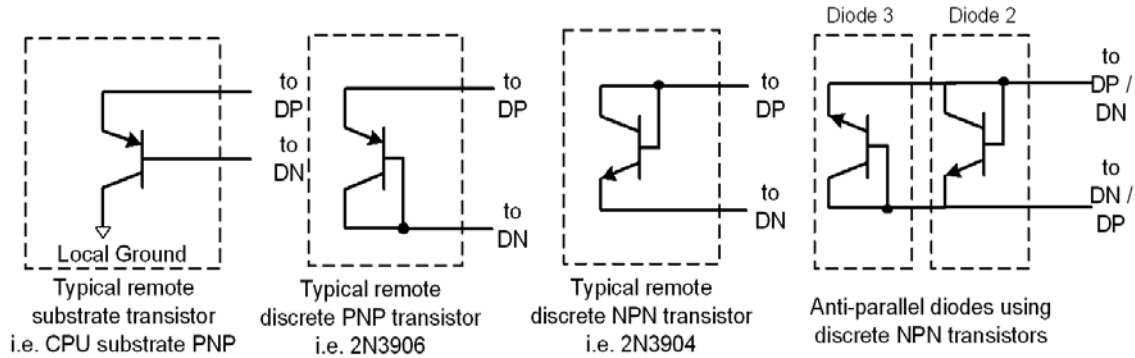 Diode 3
Diode 2
to
DP
to
DN
Local Ground
Typical remote
substrate transistor
i.e. CPU substrate PNP
to
DP
to
DN
Typical remote
discrete PNP transistor
i.e. 2N3906
to
DP
to
DN
Typical remote
discrete NPN transistor
i.e. 2N3904
to
DP /
DN
to
DN /
DP
Anti-parallel diodes using
discrete NPN transistors